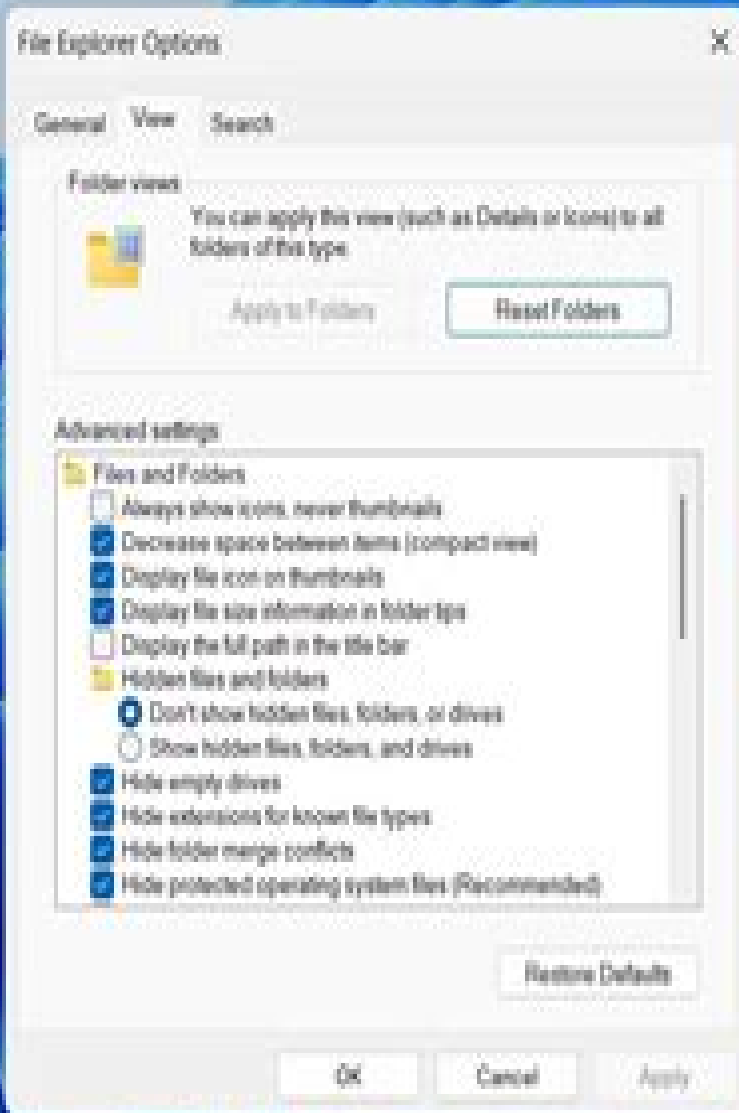 File Explorer Options
General View Search
Folder views
You can apply this view (such as Details or Icons) to all
folders of this type.
Apply to Folders Reset Folders
Advanced settings
Files and Folders
Always show icons, never thumbnails
Decrease space between items (compact view)
Display file icon on thumbnails
Display file size information in folder tips
Display the full path in the title bar
Hidden files and folders
Don't show hidden files, folders, or drives
Show hidden files, folders, and drives
Hide empty drives
Hide extensions for known file types
Hide folder merge conflicts
Hide protected operating system files (Recommended)
Restore Defaults
OK Cancel Apply